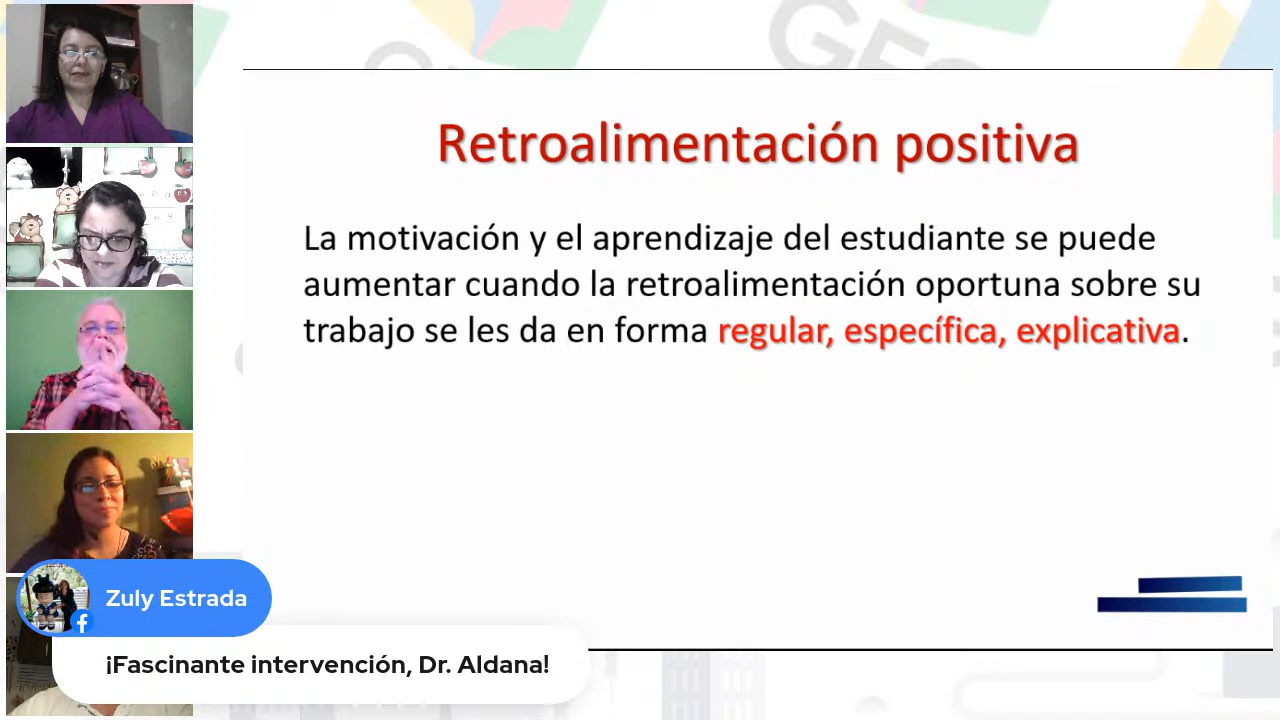 GEO
Retroalimentación positiva
La motivación y el aprendizaje del estudiante se puede
aumentar cuando la retroalimentación oportuna sobre su
trabajo se les da en forma regular, específica, explicativa.
Zuly Estrada
¡Fascinante intervención, Dr. Aldana!